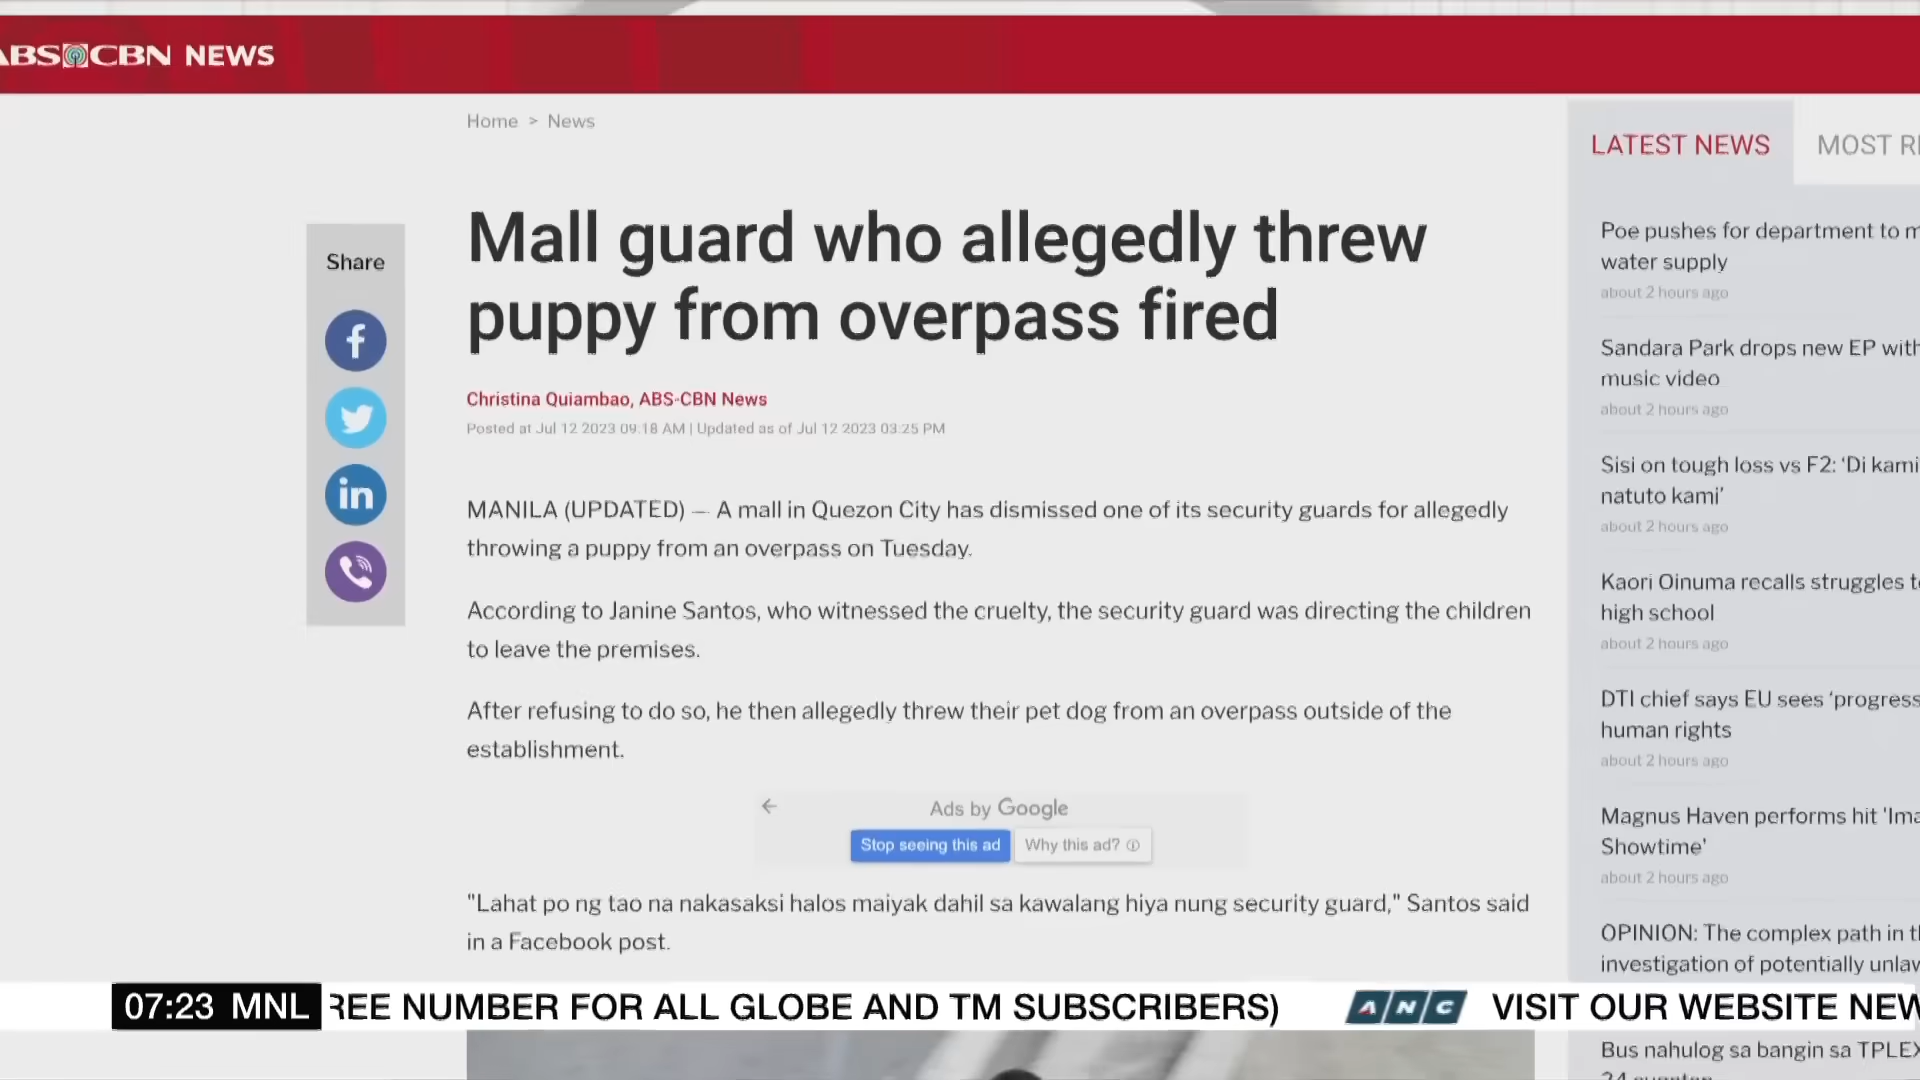 ABS CBN NEWS
Home > News
Mall guard who allegedly threw
puppy from overpass fired
Christina Quiambao, ABS-CBN News
Posted at Jul 12 2023 09:18 AM | Updated as of Jul 12 2023 03:25 PM
Share
MANILA (UPDATED) — A mall in Quezon City has dismissed one of its security guards for allegedly
throwing a puppy from an overpass on Tuesday.
According to Janine Santos, who witnessed the cruelty, the security guard was directing the children
to leave the premises.
After refusing to do so, he then allegedly threw their pet dog from an overpass outside of the
establishment.
Ads by Google
Stop seeing this ad
Why this ad?
"Lahat po ng tao na nakasaksi halos maiyak dahil sa kawalang hiya nung security guard," Santos said
in a Facebook post.
LATEST NEWS
MOST
Poe pushes for department to
water supply
about 2 hours ago
Sandara Park drops new EP with
music video
about 2 hours ago
Sisi on tough loss vs F2: ‘Di kami
natuto kami’
about 2 hours ago
Kaori Oinuma recalls struggles
high school
about 2 hours ago
DTI chief says EU sees ‘progress
human rights
about 2 hours ago
Magnus Haven performs hit
Showtime'
about 2 hours ago
OPINION: The complex path in
investigation of potentially
07:23 MNL
REE NUMBER FOR ALL GLOBE AND TM SUBSCRIBERS)
ANC
VISIT OUR WEBSITE
Bus nahulog sa bangin sa TPLEX